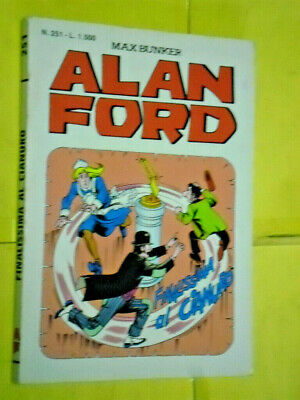 N. 251 - L. 1.000
MAX BUNKER
ALAN
FORD
FINALISSIMA
al CIANURO
251
FINALISSIMA AL CIANURO